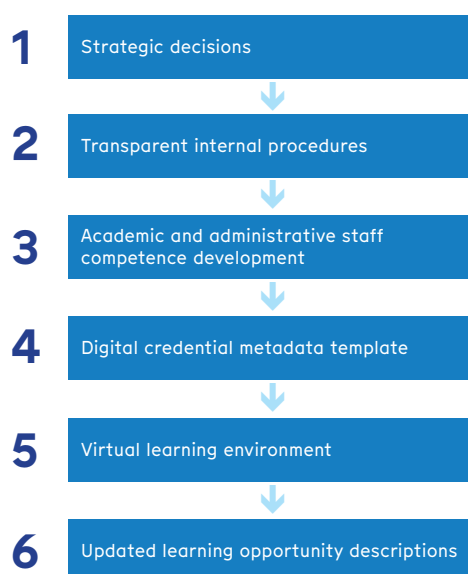 1
Strategic decisions
2
Transparent internal procedures
3
Academic and administrative staff
competence development
4
Digital credential metadata template
5
Virtual learning environment
6
Updated learning opportunity descriptions